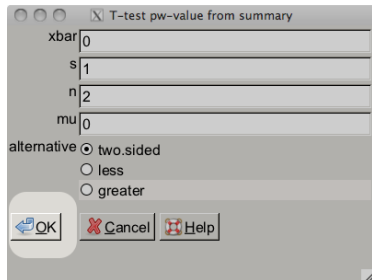 T-test pw-value from summary
xbar 0
s 1
n 2
mu 0
alternative two.sided
less
greater
OK Cancel Help